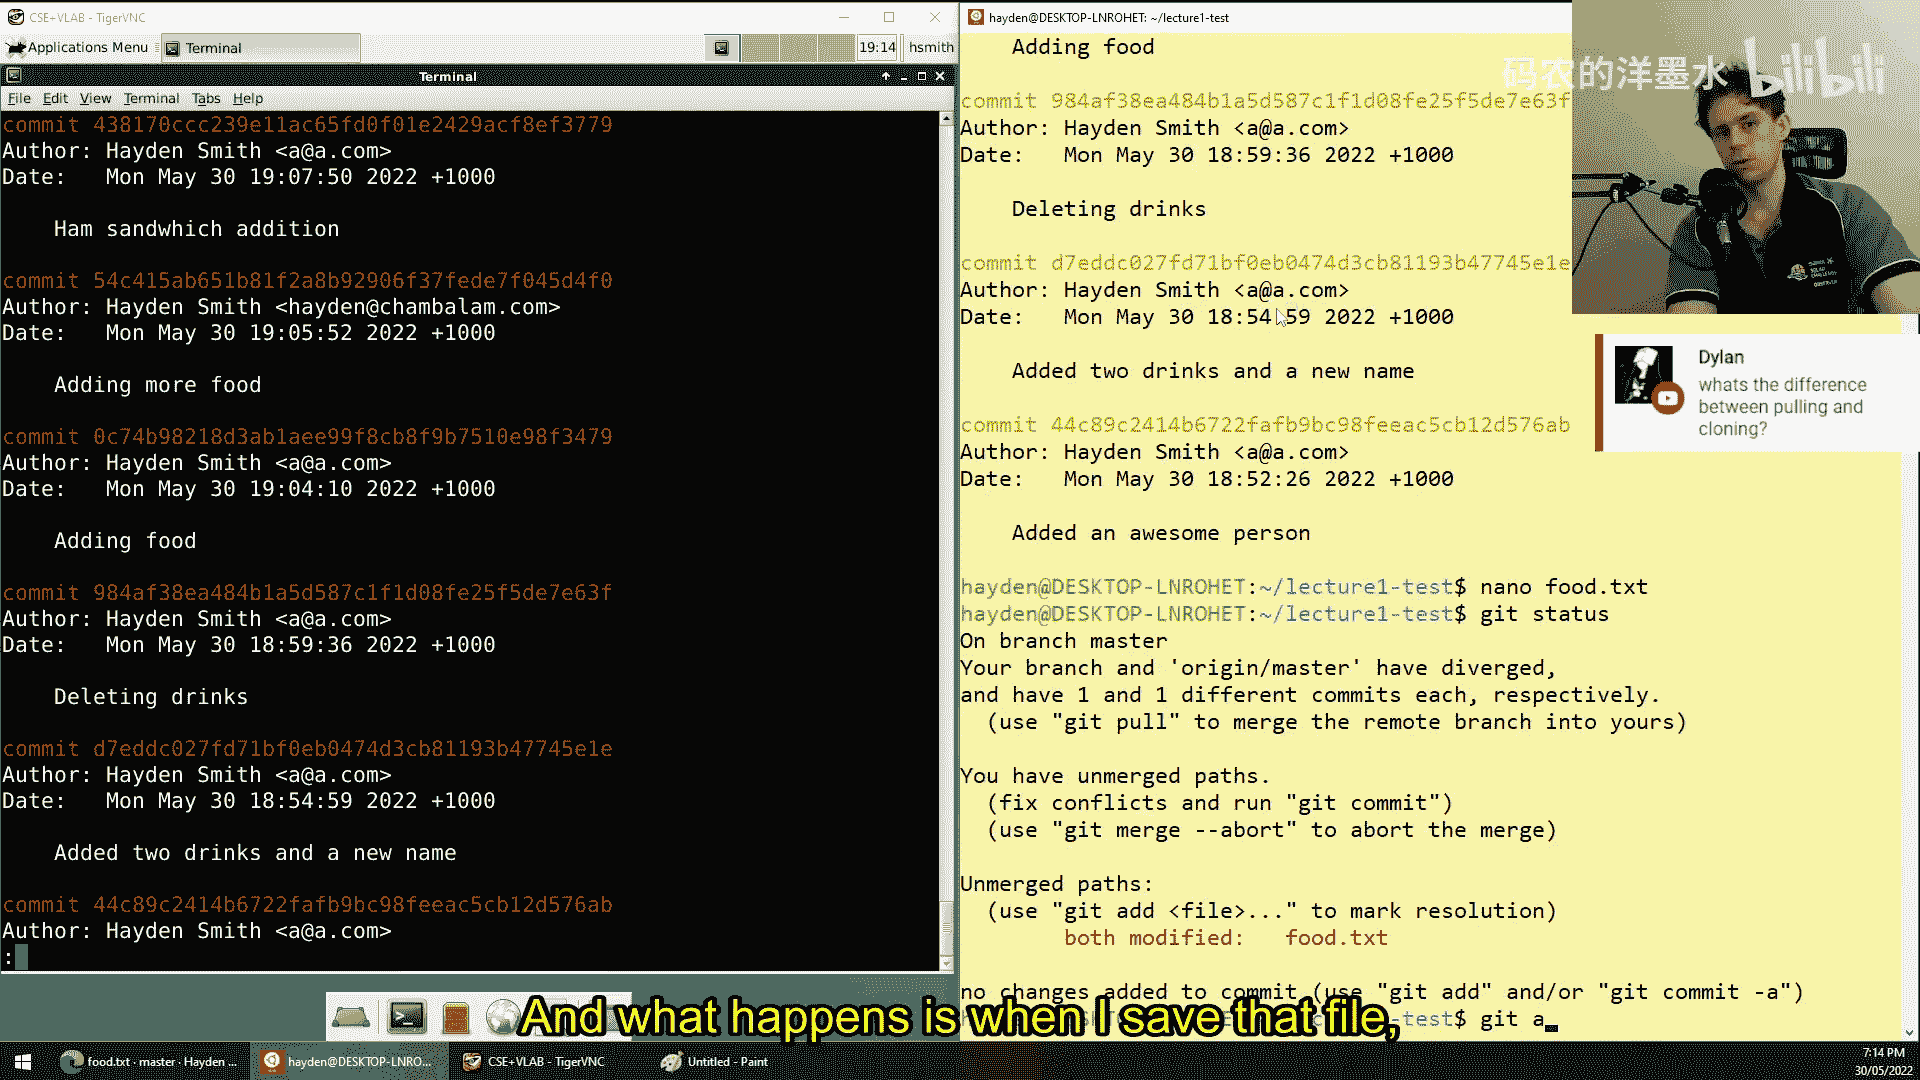 CSE+VLAB - TigerVNC
Applications Menu
Terminal
19:14
hsmith
Terminal
File Edit View Terminal Tabs Help
commit 438170ccc239e11ac65fd0f01e2429acf8ef3779
Author: Hayden Smith <a@a.com>
Date:   Mon May 30 19:07:50 2022 +1000
Ham sandwhich addition
commit 54c415ab651b81f2a8b92906f37fede7f045d4f0
Author: Hayden Smith <hayden@chambalam.com>
Date:   Mon May 30 19:05:52 2022 +1000
Adding more food
commit 0c74b98218d3ab1aee99f8cb8f9b7510e98f3479
Author: Hayden Smith <a@a.com>
Date:   Mon May 30 19:04:10 2022 +1000
Adding food
commit 984af38ea484b1a5d587c1f1d08fe25f5de7e63f
Author: Hayden Smith <a@a.com>
Date:   Mon May 30 18:59:36 2022 +1000
Deleting drinks
commit d7eddc027fd71bf0eb0474d3cb81193b47745e1e
Author: Hayden Smith <a@a.com>
Date:   Mon May 30 18:54:59 2022 +1000
Added two drinks and a new name
commit 44c89c2414b6722fafb9bc98feeac5cb12d576ab
Author: Hayden Smith <a@a.com>
:
hayden@DESKTOP-LNROHET: ~/lecture1-test
Adding food
commit 984af38ea484b1a5d587c1f1d08fe25f5de7e63f
Author: Hayden Smith <a@a.com>
Date:   Mon May 30 18:59:36 2022 +1000
Deleting drinks
commit d7eddc027fd71bf0eb0474d3cb81193b47745e1e
Author: Hayden Smith <a@a.com>
Date:   Mon May 30 18:54:59 2022 +1000
Added two drinks and a new name
commit 44c89c2414b6722fafb9bc98feeac5cb12d576ab
Author: Hayden Smith <a@a.com>
Date:   Mon May 30 18:52:26 2022 +1000
Added an awesome person
hayden@DESKTOP-LNROHET:~/lecture1-test$ nano food.txt
hayden@DESKTOP-LNROHET:~/lecture1-test$ git status
On branch master
Your branch and 'origin/master' have diverged,
and have 1 and 1 different commits each, respectively.
(use "git pull" to merge the remote branch into yours)
You have unmerged paths.
(fix conflicts and run "git commit")
(use "git merge --abort" to abort the merge)
Unmerged paths:
(use "git add <file>..." to mark resolution)
both modified:   food.txt
no changes added to commit (use "git add" and/or "git commit -a")
-test$ git a
码农的洋墨水 bilibili
Dylan
whats the difference
between pulling and
cloning?
And what happens is when I save that file,
food.txt · master · Hayden ...
hayden@DESKTOP-LNRO...
CSE+VLAB - TigerVNC
Untitled - Paint
7:14 PM
30/05/2022